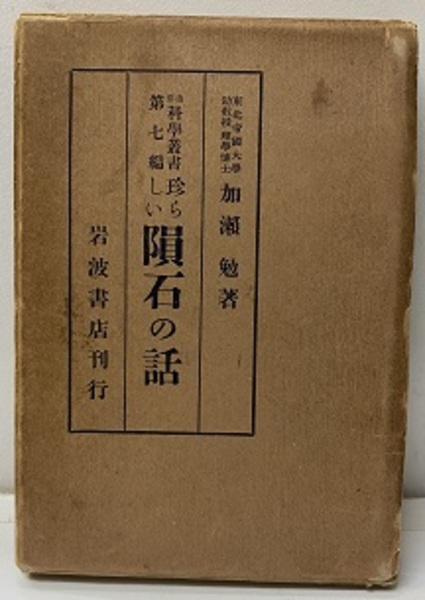 東北帝國大學
助教授 理學博士
加瀬勉著
通俗科學叢書
第七編
珍らしい
隕石の話
岩波書店刊行